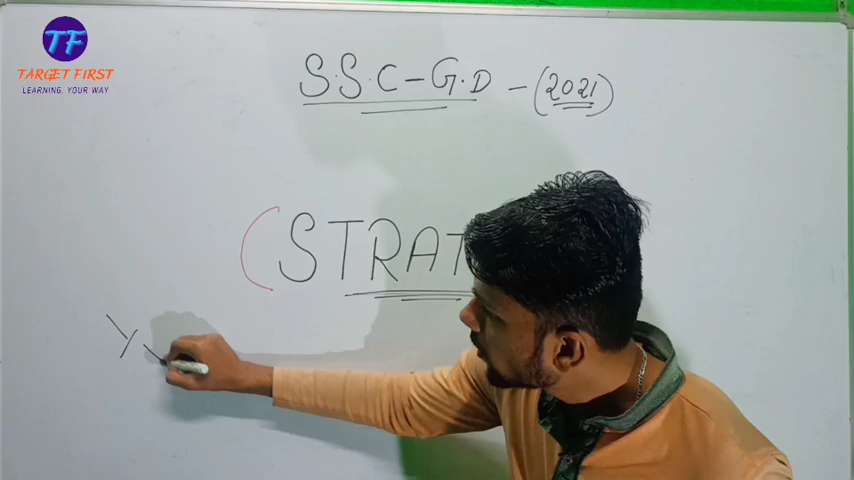 TF
TARGET FIRST
LEARNING, YOUR WAY
S.S.C-G.D-(2021)
(STRAT
Y